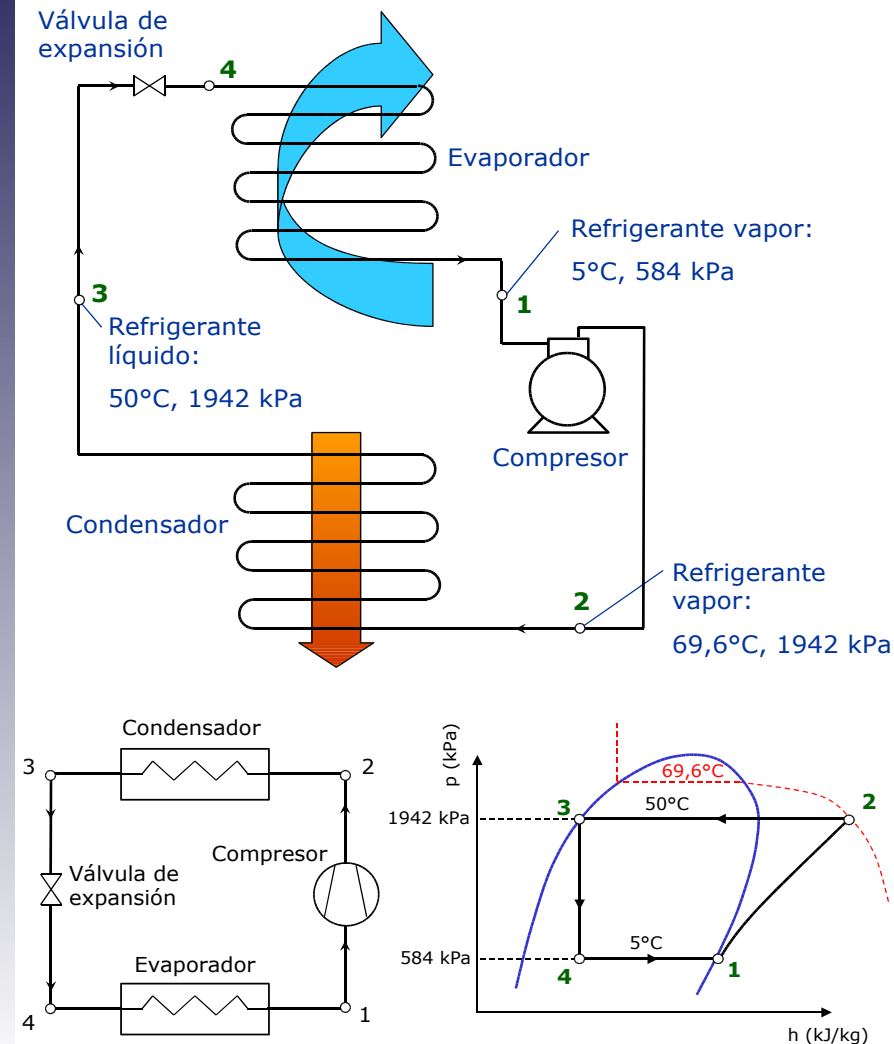 Válvula de
expansión
4
Evaporador
Refrigerante vapor:
5°C, 584 kPa
1
3
Refrigerante
líquido:
50°C, 1942 kPa
Compresor
Condensador
2
Refrigerante
vapor:
69,6°C, 1942 kPa
Condensador
3
2
Compresor
Válvula de
expansión
Evaporador
4
1
p (kPa)
69,6°C
3
50°C
2
1942 kPa
5°C
584 kPa
4
1
h (kJ/kg)